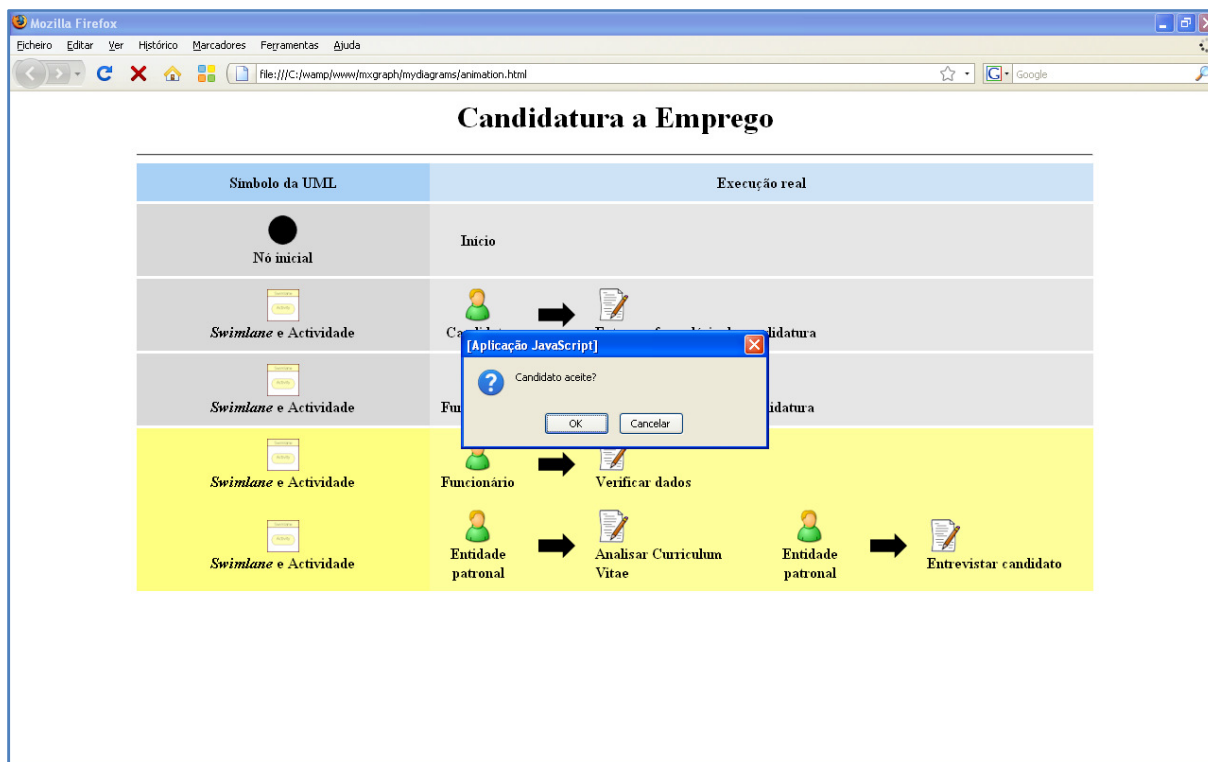 Mozilla Firefox
Ficheiro Editar Ver Histórico Marcadores Ferramentas Ajuda
file:///C:/wamp/www/mxgraph/mydiagrams/animation.html
G Google
Candidatura a Emprego
Símbolo da UML Execução real
Nó inicial
Início
Swimlane e Actividade
didatura
[Aplicação JavaScript]
Candidato aceite?
OK Cancelar
Swimlane e Actividade
idatura
Swimlane e Actividade
Funcionário
Verificar dados
Swimlane e Actividade
Entidade
patronal
Analisar Curriculum
Vitae
Entidade
patronal
Entrevistar candidato